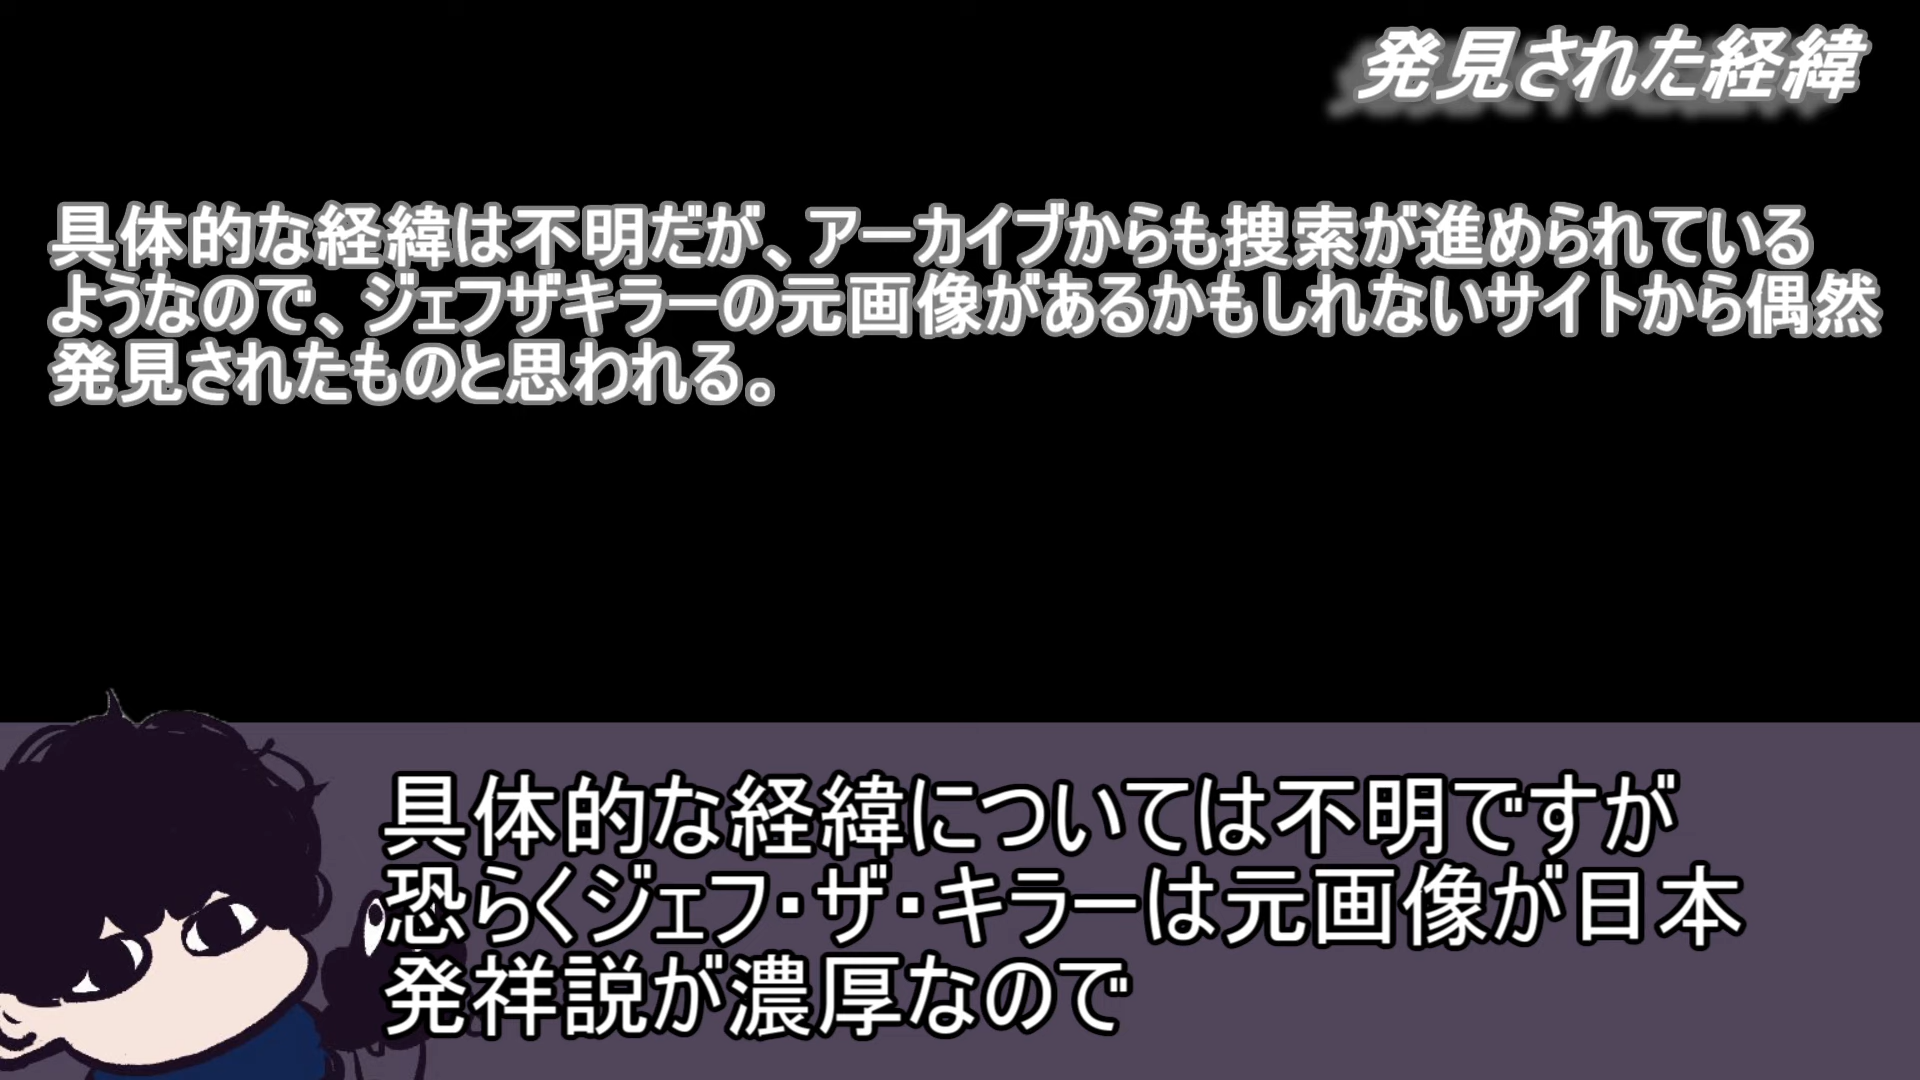 発見された経緯
具体的な経緯は不明だが、アーカイブからも捜索が進められている
ようなので、ジェフザキラーの元画像があるかもしれないサイトから偶然
発見されたものと思われる。
具体的な経緯については不明ですが
恐らくジェフ・ザ・キラーは元画像が日本
発祥説が濃厚なので